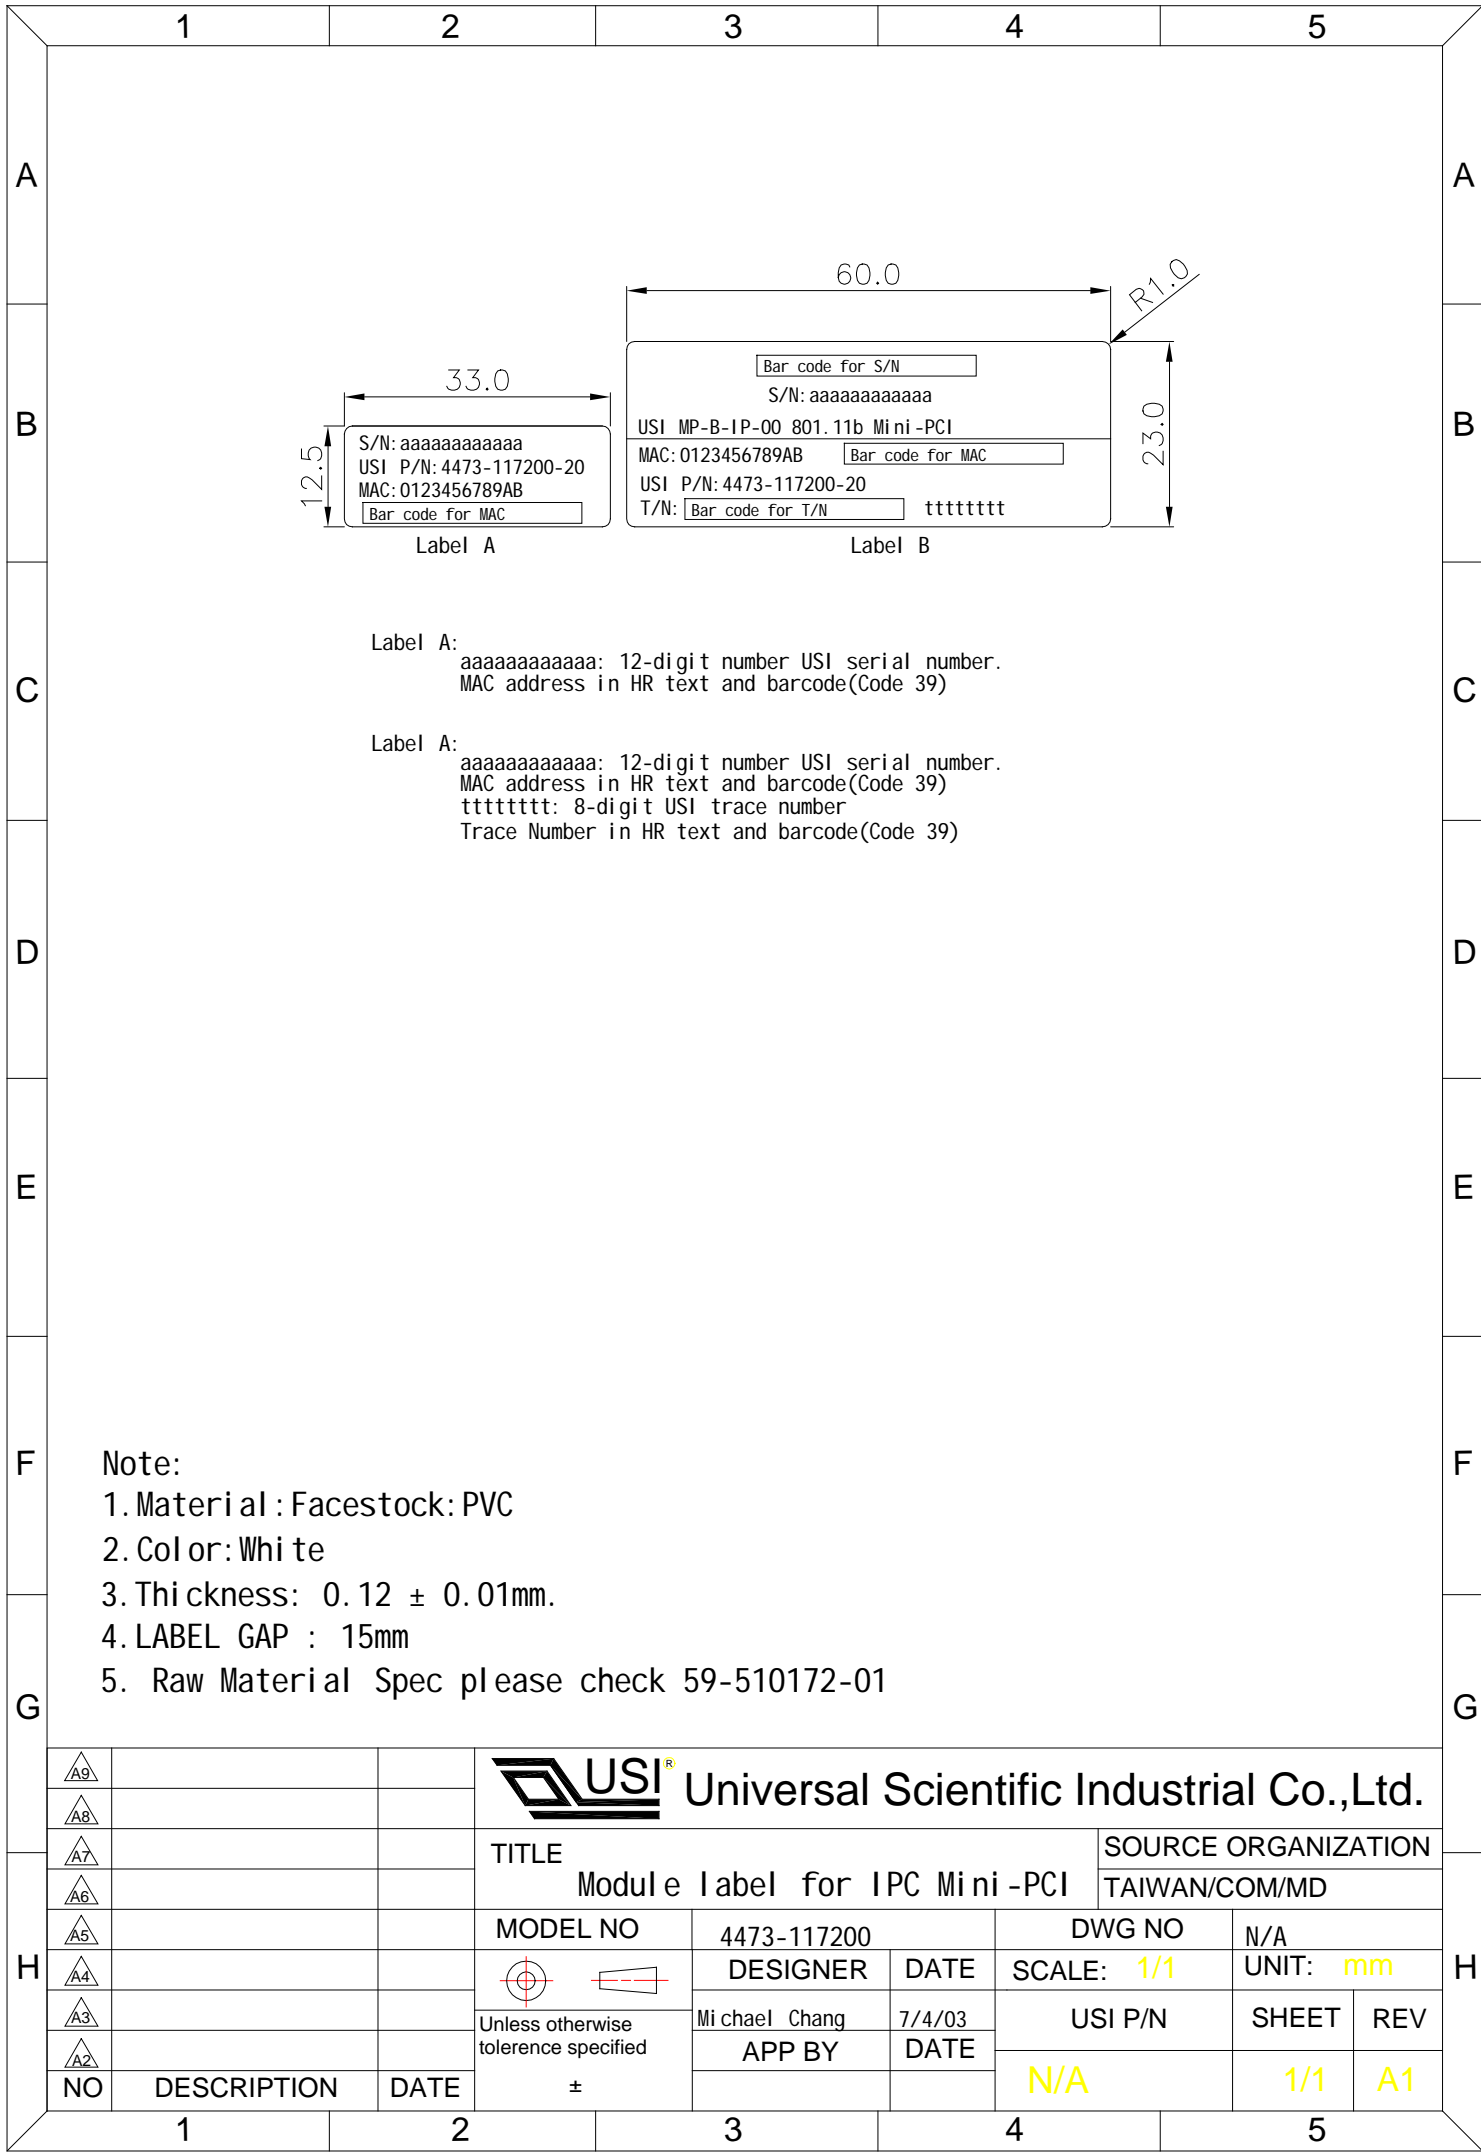 1 2 3 4 5
A A
60.0
R1.0
Bar code for S/N
S/N:aaaaaaaaaaaa
USI MP-B-IP-00 801.11b Mini-PCI
MAC:0123456789AB Bar code for MAC
USI P/N:4473-117200-20
T/N: Bar code for T/N tttttttt
23.0
Label B
33.0
12.5
S/N:aaaaaaaaaaaa
USI P/N:4473-117200-20
MAC:0123456789AB
Bar code for MAC
Label A
B B
Label A:
aaaaaaaaaaaa: 12-digit number USI serial number.
MAC address in HR text and barcode(Code 39)
C C
Label A:
aaaaaaaaaaaa: 12-digit number USI serial number.
MAC address in HR text and barcode(Code 39)
tttttttt: 8-digit USI trace number
Trace Number in HR text and barcode(Code 39)
D D
E E
F F
Note:
1.Material:Facestock:PVC
2.Color:White
3.Thickness: 0.12 ± 0.01mm.
4.LABEL GAP : 15mm
5. Raw Material Spec please check 59-510172-01
G G
A9
A8
A7
A6
A5
A4
A3
A2
NO DESCRIPTION DATE
USI® Universal Scientific Industrial Co.,Ltd.
TITLE
Module label for IPC Mini-PCI
SOURCE ORGANIZATION
TAIWAN/COM/MD
MODEL NO 4473-117200 DWG NO N/A
H H
DESIGNER DATE SCALE: 1/1 UNIT: mm
Michael Chang 7/4/03 USI P/N SHEET REV
Unless otherwise
tolerence specified
±
APP BY DATE
N/A 1/1 A1
1 2 3 4 5